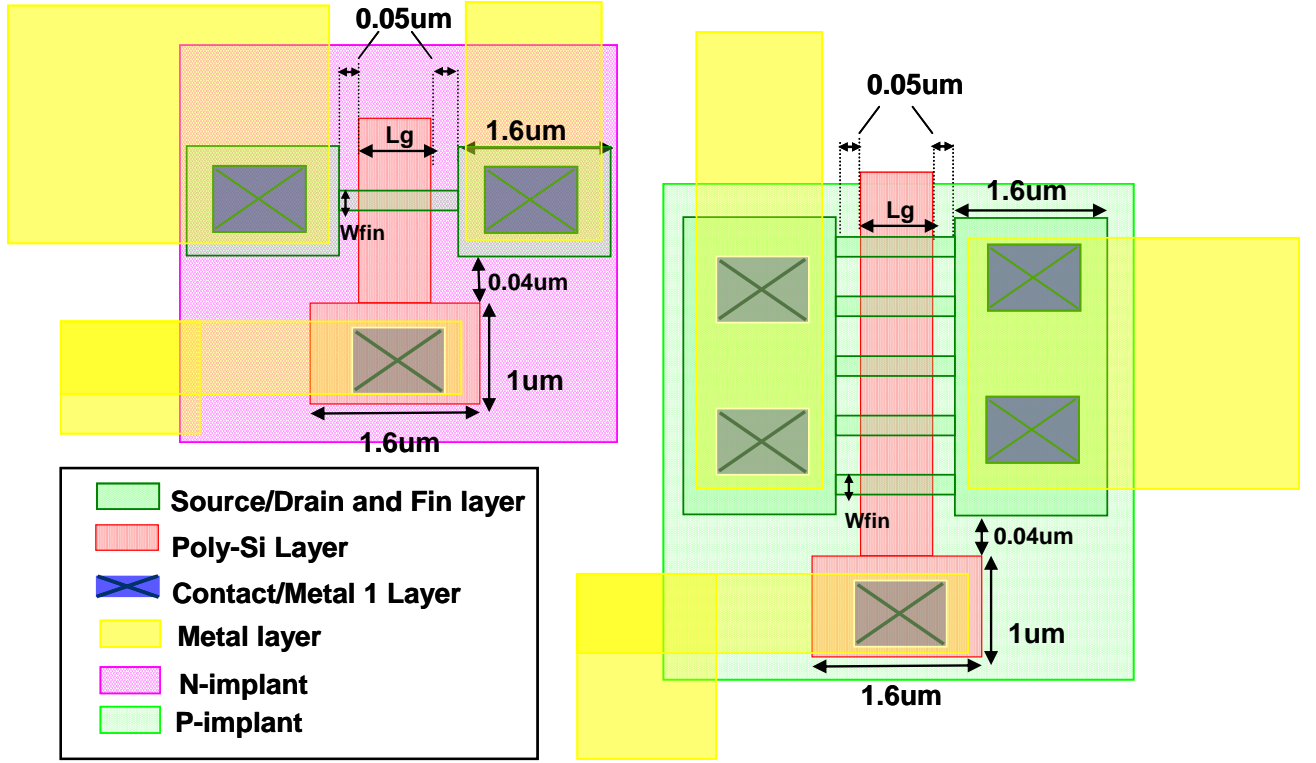 0.05um
Lg
1.6um
Wfin
0.04um
1um
1.6um
0.05um
1.6um
Lg
Wfin
0.04um
1um
1.6um
Source/Drain and Fin layer
Poly-Si Layer
Contact/Metal 1 Layer
Metal layer
N-implant
P-implant